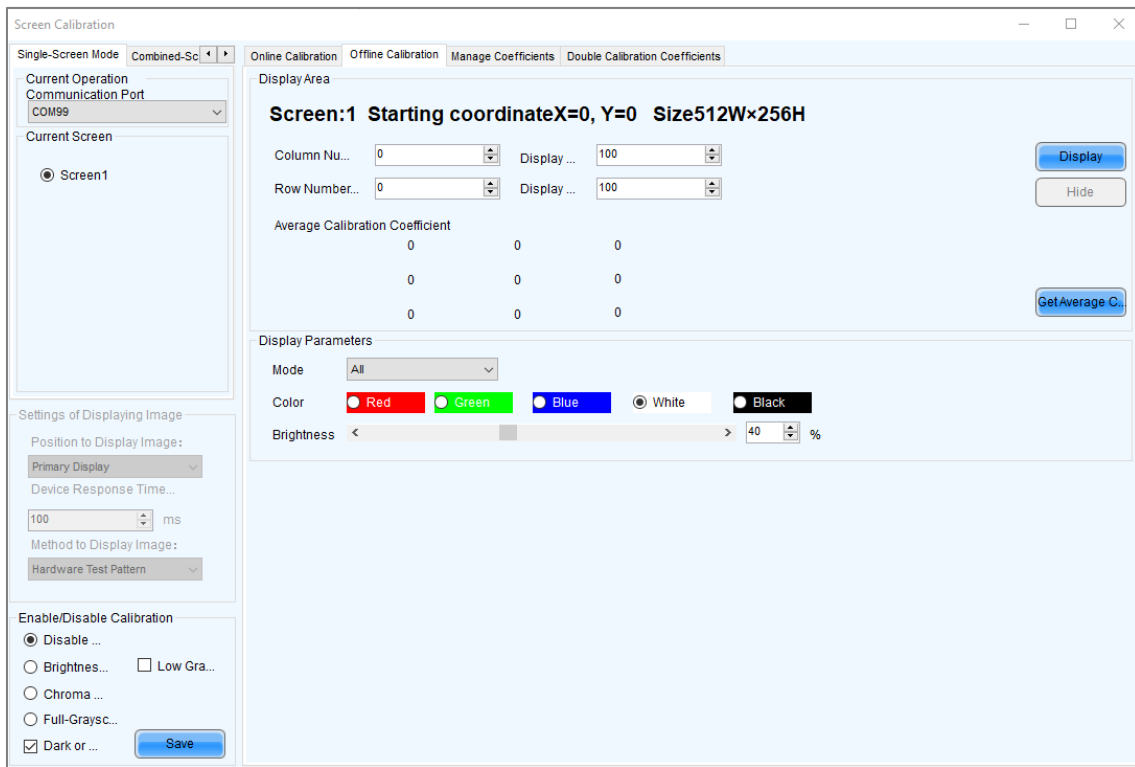 Screen Calibration
Single-Screen Mode Combined-Sc
Online Calibration Offline Calibration Manage Coefficients Double Calibration Coefficients
Current Operation
Communication Port
COM99
Current Screen
Screen1
Settings of Displaying Image
Position to Display Image:
Primary Display
Device Response Time...
100 ms
Method to Display Image:
Hardware Test Pattern
Enable/Disable Calibration
Disable ...
Brightnes... Low Gra...
Chroma ...
Full-Graysc...
Dark or ... Save
Display Area
Screen:1 Starting coordinateX=0, Y=0 Size512W×256H
Column Nu... 0 Display ... 100 Display
Row Number... 0 Display ... 100 Hide
Average Calibration Coefficient
0 0 0
0 0 0
0 0 0
Get Average C...
Display Parameters
Mode All
Color Red Green Blue White Black
Brightness < > 40 %